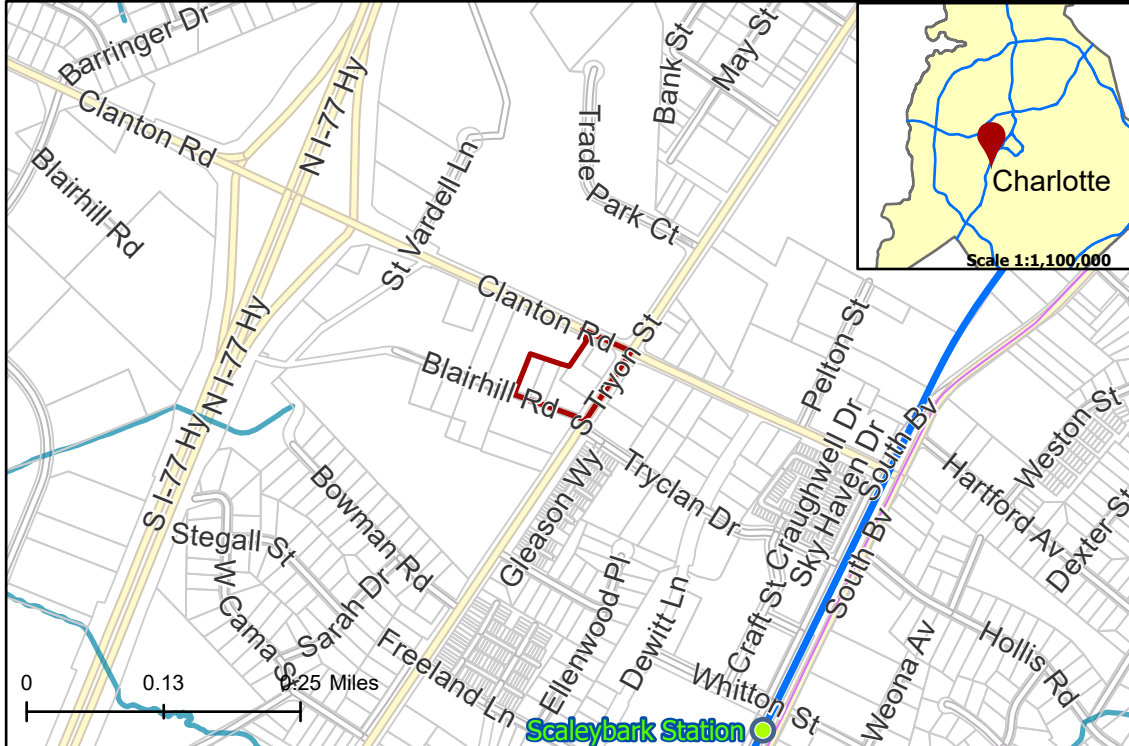 Barringer Dr
Clanton Rd
Blairhill Rd
N I-77 Hy
St Vardell Ln
Trade
Park Ct
Bank St
May St
Charlotte
Scale 1:1,100,000
Clanton Rd
S Tryon St
Blairhill Rd
Pelton St
N I-77 Hy
S I-77 Hy
Bowman Rd
Stegall St
W Cama St
Sarah Dr
Freeland Ln
Gleason Wy
Tryclan Dr
Ellenwood Pl
Dewitt Ln
Craft St
Craughwell Dr
Sky Haven Dr
South Bv
South Bv
Hartford Av
Weston St
Dexter St
Hollis Rd
Weona Av
Whitton St
Scaleybark Station
0
0.13
0.25 Miles